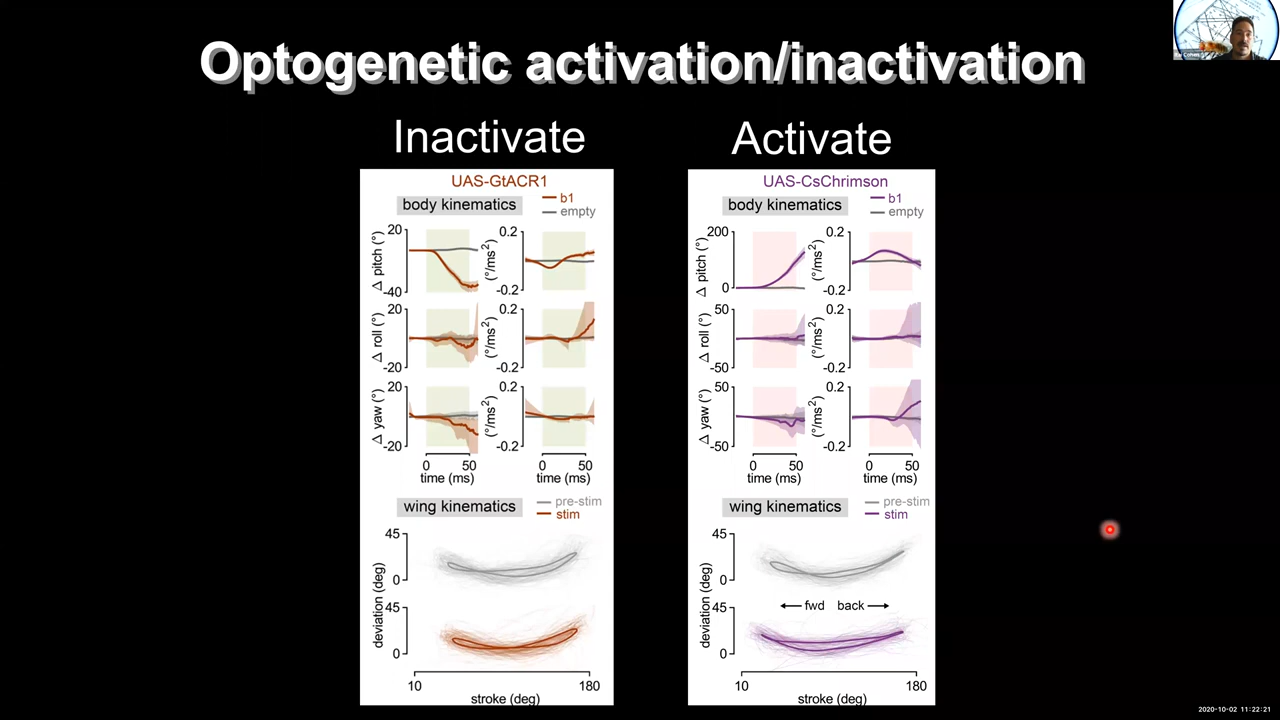 Optogenetic activation/inactivation
Inactivate
UAS-GtACR1
body kinematics
b1
empty
20
-40
Δ pitch (°)
0.2
-0.2
(°/ms²)
20
-20
Δ roll (°)
0.2
-0.2
(°/ms²)
20
-20
Δ yaw (°)
0.2
-0.2
(°/ms²)
0 50
time (ms)
0 50
time (ms)
wing kinematics
pre-stim
stim
45
0
45
0
deviation (deg)
10 180
stroke (deg)
Activate
UAS-CsChrimson
body kinematics
b1
empty
200
0
Δ pitch (°)
0.2
-0.2
(°/ms²)
50
-50
Δ roll (°)
0.2
-0.2
(°/ms²)
50
-50
Δ yaw (°)
0.2
-0.2
(°/ms²)
0 50
time (ms)
0 50
time (ms)
wing kinematics
pre-stim
stim
45
0
fwd back
45
0
deviation (deg)
10 180
stroke (deg)
2020-10-02 11:22:21